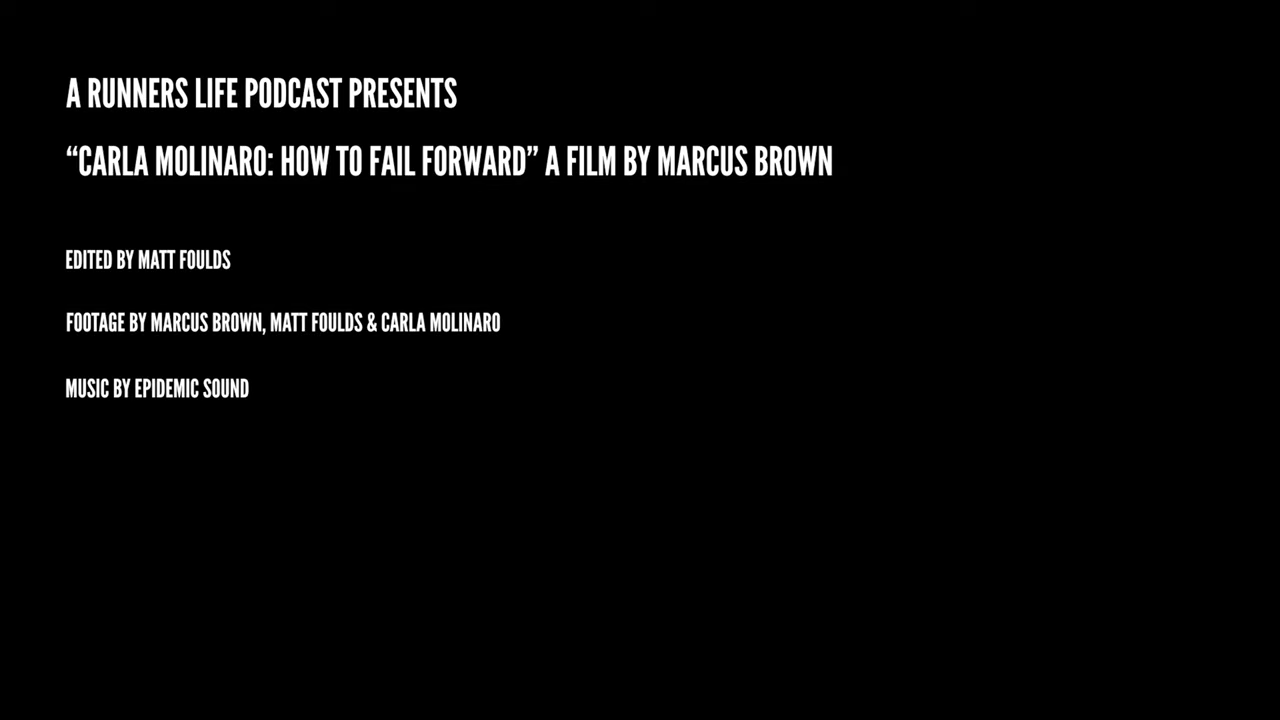 A RUNNERS LIFE PODCAST PRESENTS
“CARLA MOLINARO: HOW TO FAIL FORWARD” A FILM BY MARCUS BROWN
EDITED BY MATT FOULDS
FOOTAGE BY MARCUS BROWN, MATT FOULDS & CARLA MOLINARO
MUSIC BY EPIDEMIC SOUND